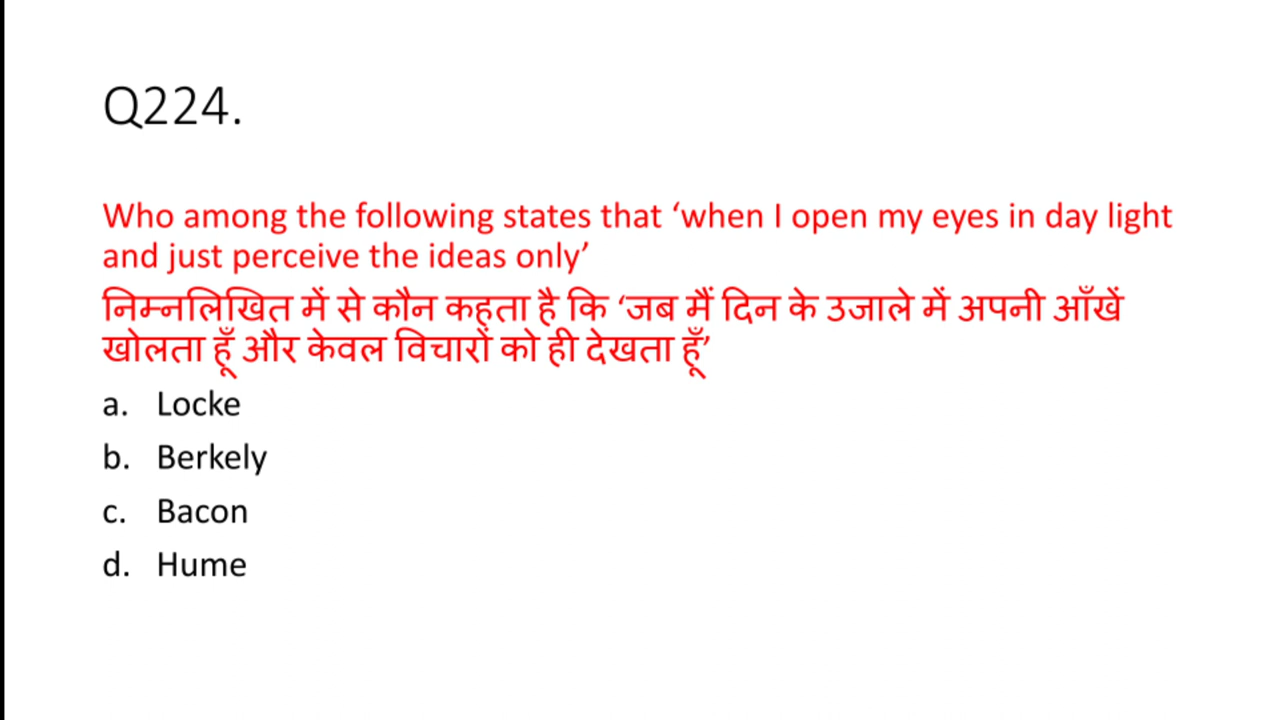 Q224.
Who among the following states that ‘when I open my eyes in day light
and just perceive the ideas only’
निम्नलिखित में से कौन कहता है कि ‘जब मैं दिन के उजाले में अपनी आँखें
खोलता हूँ और केवल विचारों को ही देखता हूँ’
a. Locke
b. Berkely
c. Bacon
d. Hume